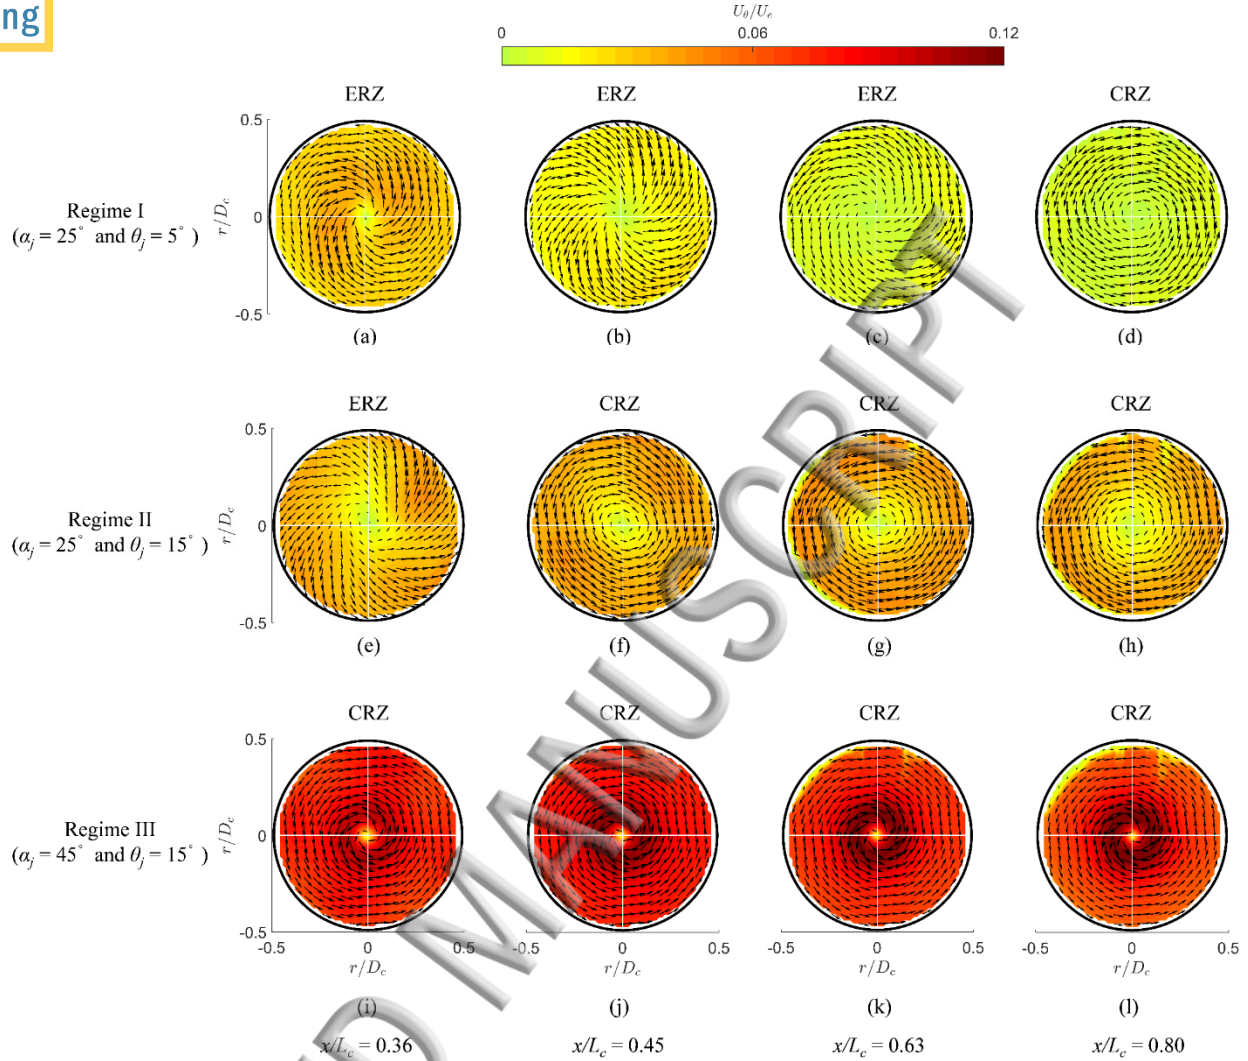 ng
U_θ/U_e
0 0.06 0.12
ERZ ERZ ERZ CRZ
Regime I
(α_j = 25° and θ_j = 5° )
0.5
r/D_c
0
-0.5
(a) (b) (c) (d)
ERZ CRZ CRZ CRZ
Regime II
(α_j = 25° and θ_j = 15° )
0.5
r/D_c
0
-0.5
(e) (f) (g) (h)
CRZ CRZ CRZ CRZ
Regime III
(α_j = 45° and θ_j = 15° )
0.5
r/D_c
0
-0.5
-0.5 0 0.5 -0.5 0 0.5 -0.5 0 0.5 -0.5 0 0.5
r/D_c r/D_c r/D_c r/D_c
(i) (j) (k) (l)
x/L_c = 0.36 x/L_c = 0.45 x/L_c = 0.63 x/L_c = 0.80
D MANUSCRIPT